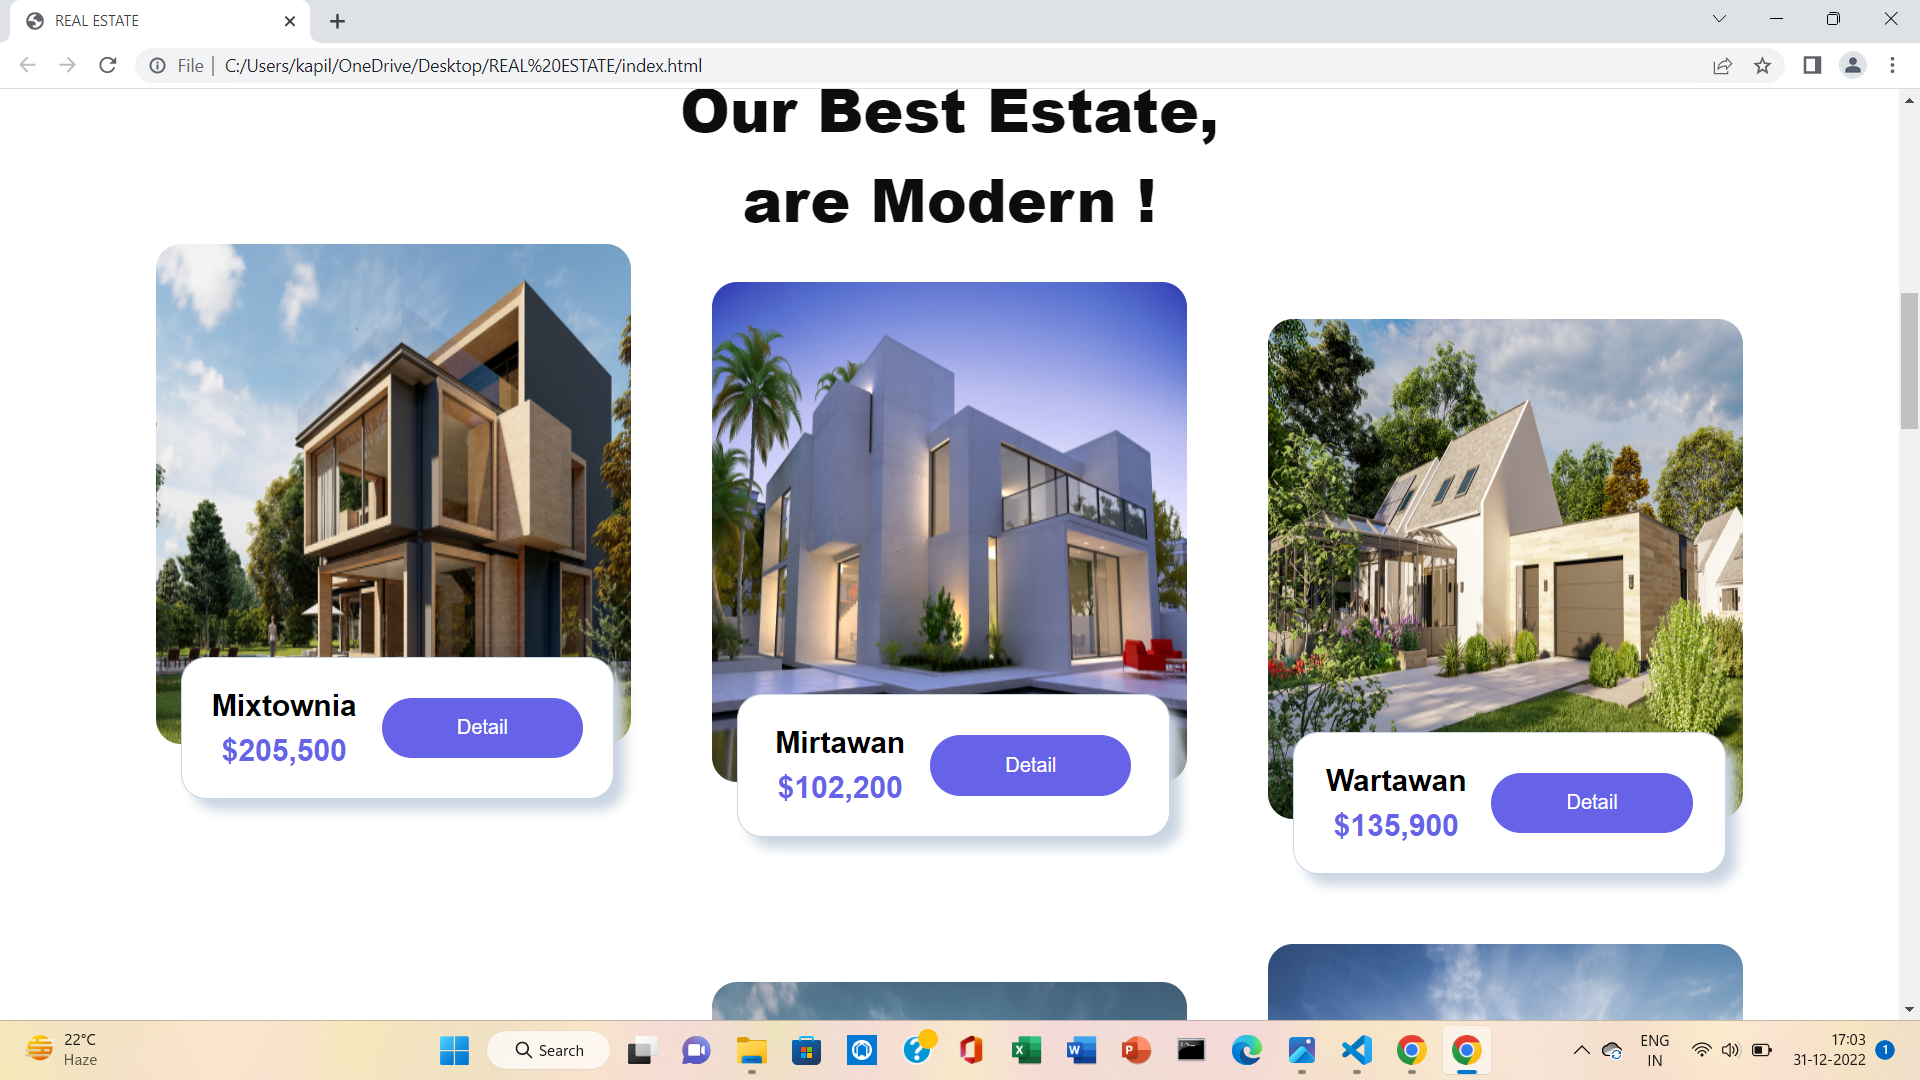 REAL ESTATE
File
C:/Users/kapil/OneDrive/Desktop/REAL%20ESTATE/index.html
Our Best Estate,
are Modern !
Mixtownia
$205,500
Detail
Mirtawan
$102,200
Detail
Wartawan
$135,900
Detail
22°C
Haze
Search
ENG
IN
17:03
31-12-2022
1